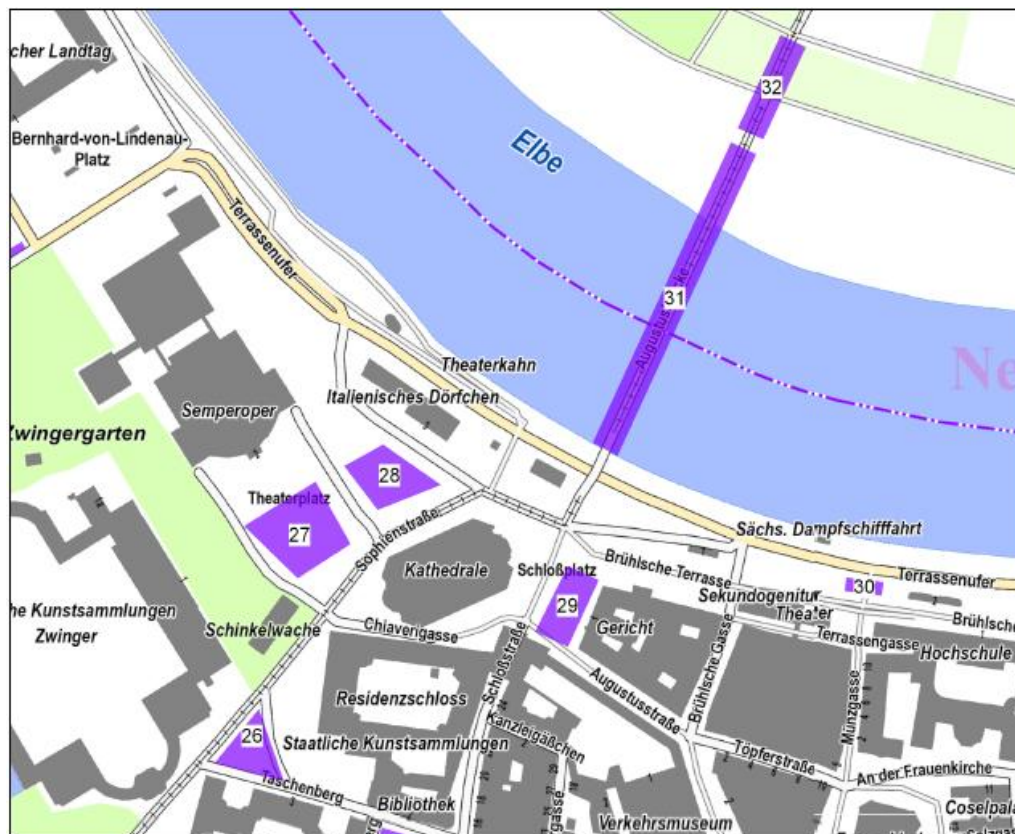 cher Landtag
Bernhard-von-Lindenau-
Platz
32
Elbe
Terrassenufer
31
Theaterkahn
Italienisches Dörfchen
Semperoper
Zwingergarten
28
Theaterplatz
27
Sophienstraße
Sächs. Dampfschifffahrt
Kathedrale
Schloßplatz
Brühlsche Terrasse
Terrassenufer
30
Sekundogenitur
Theater
29
Brühlsche
he Kunstsammlungen
Zwinger
Schinkelwache
Chiaverigasse
Gericht
Terrassengasse
Hochschule
Residenzschloss
Schloßstraße
Augustusstraße
Brühlsche Gasse
Münzgasse
26
Staatliche Kunstsammlungen
Kanzleigäßchen
Töpferstraße
Taschenberg
An der Frauenkirche
Bibliothek
Coselpala
Verkehrsmuseum